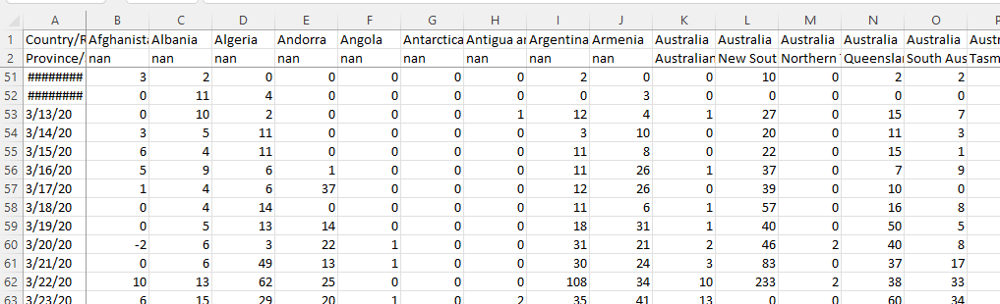 A B C D E F G H I J K L M N O
1 Country/R Afghanista Albania Algeria Andorra Angola Antarctica Antigua ar Argentina Armenia Australia Australia Australia Australia Australia Austr
2 Province/ nan nan nan nan nan nan nan nan nan Australian New Sout Northern Queenslan South Aus Tasm
51 ######## 3 2 0 0 0 0 0 2 0 0 10 0 2 2
52 ######## 0 11 4 0 0 0 0 0 3 0 0 0 0 0
53 3/13/20 0 10 2 0 0 0 1 12 4 1 27 0 15 7
54 3/14/20 3 5 11 0 0 0 0 3 10 0 20 0 11 3
55 3/15/20 6 4 11 0 0 0 0 11 8 0 22 0 15 1
56 3/16/20 5 9 6 1 0 0 0 11 26 1 37 0 7 9
57 3/17/20 1 4 6 37 0 0 0 12 26 0 39 0 10 0
58 3/18/20 0 4 14 0 0 0 0 11 6 1 57 0 16 8
59 3/19/20 0 5 13 14 0 0 0 18 31 1 40 0 50 5
60 3/20/20 -2 6 3 22 1 0 0 31 21 2 46 2 40 8
61 3/21/20 0 6 49 13 1 0 0 30 24 3 83 0 37 17
62 3/22/20 10 13 62 25 0 0 0 108 34 10 233 2 38 33
63 3/23/20 6 15 29 20 1 0 2 35 41 13 0 0 60 34